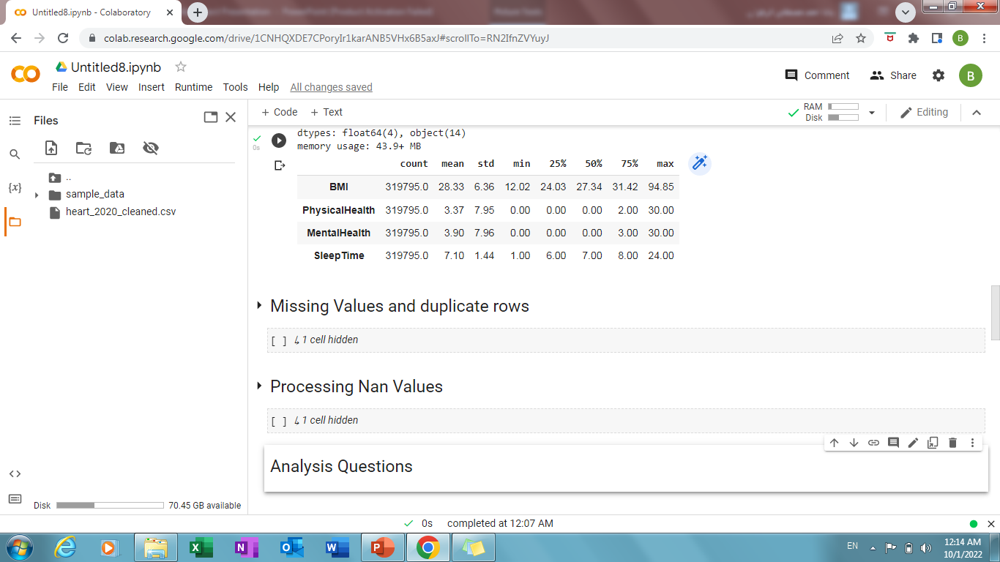 Untitled8.ipynb - Colaboratory
colab.research.google.com/drive/1CNHQXDE7CPoryIr1karANB5VHx6B5axJ#scrollTo=RN2IfnZVYuyJ
B
Untitled8.ipynb
Comment
Share
B
File Edit View Insert Runtime Tools Help All changes saved
Files
+ Code + Text
RAM
Disk
Editing
..
sample_data
heart_2020_cleaned.csv
{x}
0s
dtypes: float64(4), object(14)
memory usage: 43.9+ MB
count mean std min 25% 50% 75% max
BMI 319795.0 28.33 6.36 12.02 24.03 27.34 31.42 94.85
PhysicalHealth 319795.0 3.37 7.95 0.00 0.00 0.00 2.00 30.00
MentalHealth 319795.0 3.90 7.96 0.00 0.00 0.00 3.00 30.00
SleepTime 319795.0 7.10 1.44 1.00 6.00 7.00 8.00 24.00
Missing Values and duplicate rows
[ ] ↳ 1 cell hidden
Processing Nan Values
[ ] ↳ 1 cell hidden
Analysis Questions
Disk 70.45 GB available
0s completed at 12:07 AM
EN
12:14 AM
10/1/2022